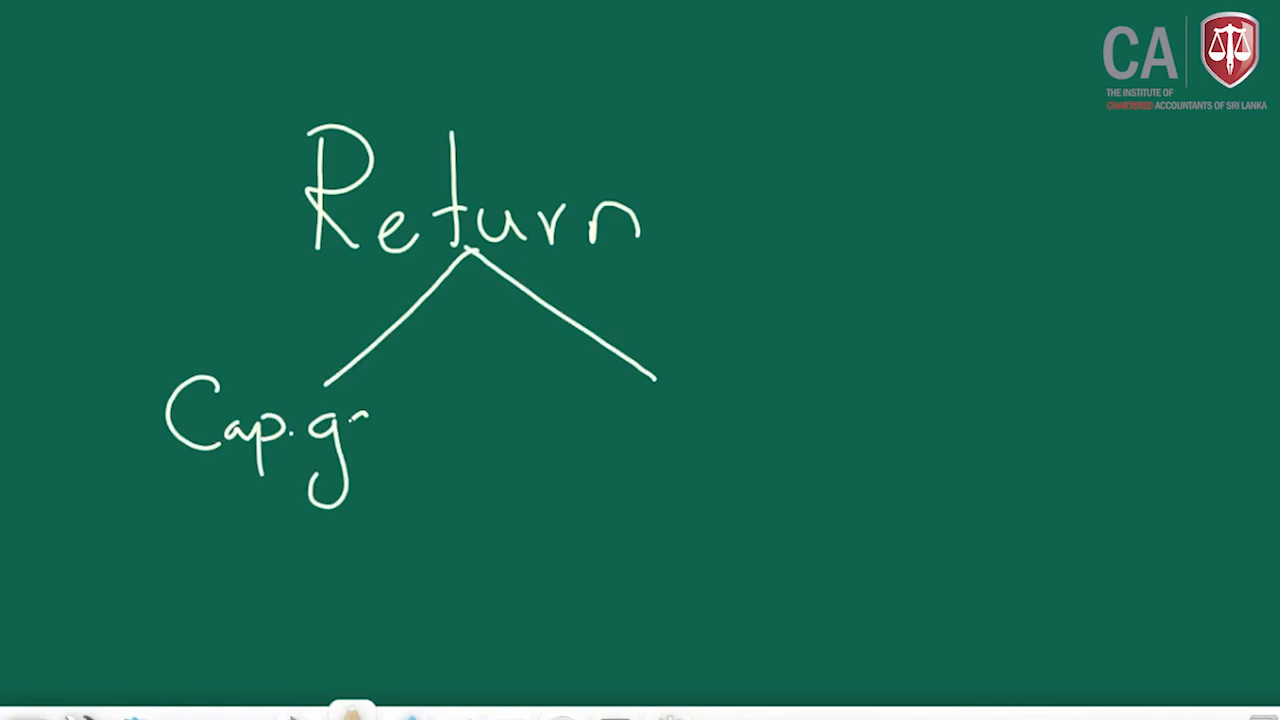 CA
THE INSTITUTE OF
CHARTERED ACCOUNTANTS OF SRI LANKA
Return
Cap. g